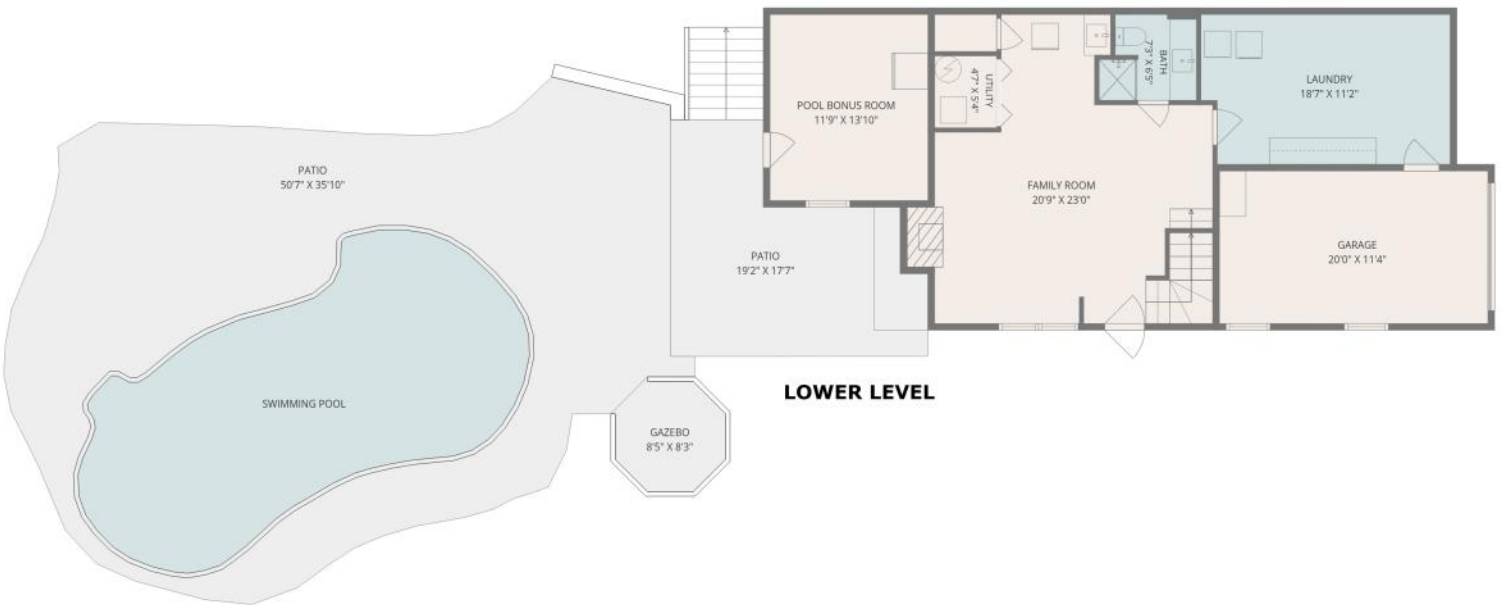 POOL BONUS ROOM
11'9" X 13'10"
UTILITY
4'7" X 5'4"
BATH
7'3" X 6'5"
LAUNDRY
18'7" X 11'2"
PATIO
50'7" X 35'10"
FAMILY ROOM
20'9" X 23'0"
PATIO
19'2" X 17'7"
GARAGE
20'0" X 11'4"
LOWER LEVEL
SWIMMING POOL
GAZEBO
8'5" X 8'3"